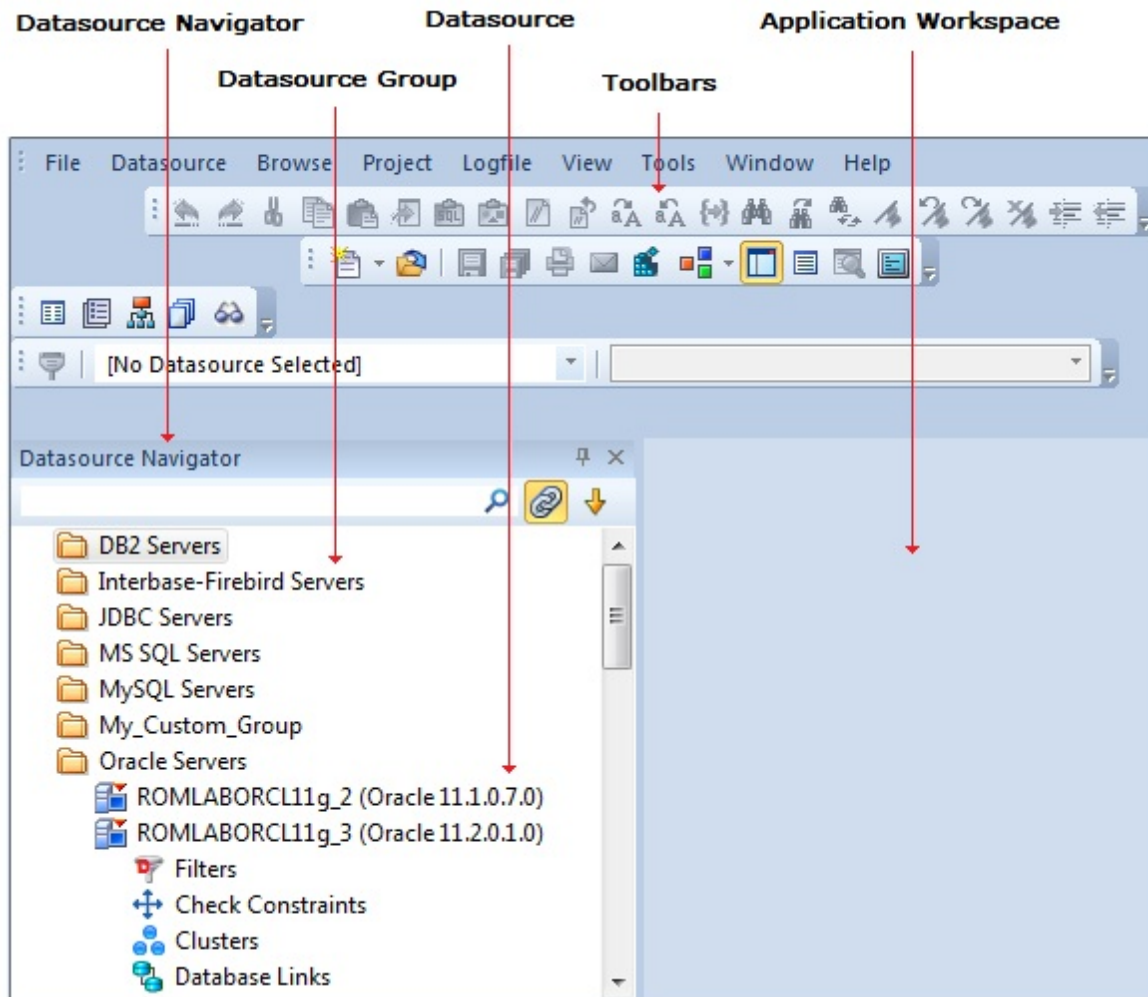 Datasource Navigator
Datasource
Application Workspace
Datasource Group
Toolbars
File Datasource Browse Project Logfile View Tools Window Help
[No Datasource Selected]
Datasource Navigator
DB2 Servers
Interbase-Firebird Servers
JDBC Servers
MS SQL Servers
MySQL Servers
My_Custom_Group
Oracle Servers
ROMLABORCL11g_2 (Oracle 11.1.0.7.0)
ROMLABORCL11g_3 (Oracle 11.2.0.1.0)
Filters
Check Constraints
Clusters
Database Links